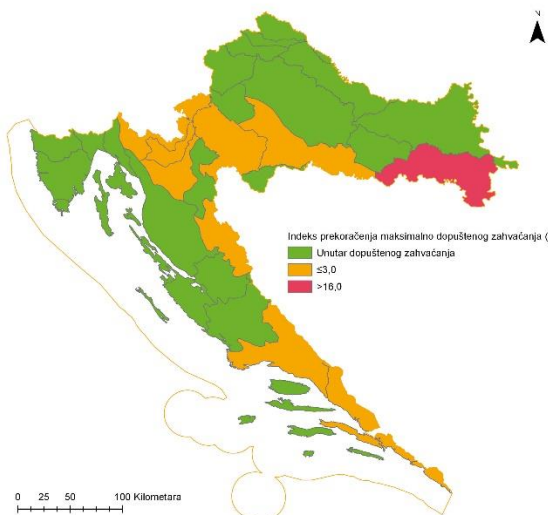 N
Indeks prekoračenja maksimalno dopuštenog zahvaćanja (
Unutar dopuštenog zahvaćanja
≤3,0
>16,0
0 25 50 100 Kilometara